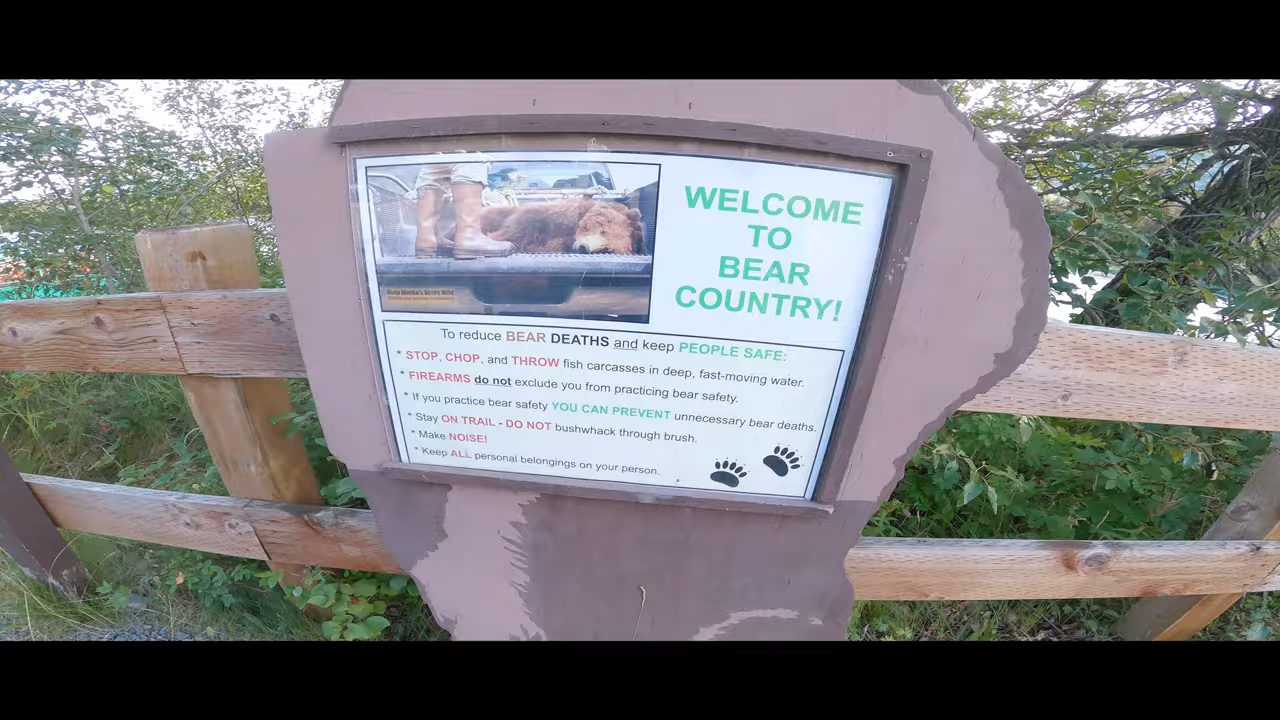 WELCOME
TO
BEAR
COUNTRY!
To reduce BEAR DEATHS and keep PEOPLE SAFE:
* STOP, CHOP, and THROW fish carcasses in deep, fast-moving water.
* FIREARMS do not exclude you from practicing bear safety.
* If you practice bear safety YOU CAN PREVENT unnecessary bear deaths.
* Stay ON TRAIL - DO NOT bushwhack through brush.
* Make NOISE!
* Keep ALL personal belongings on your person.